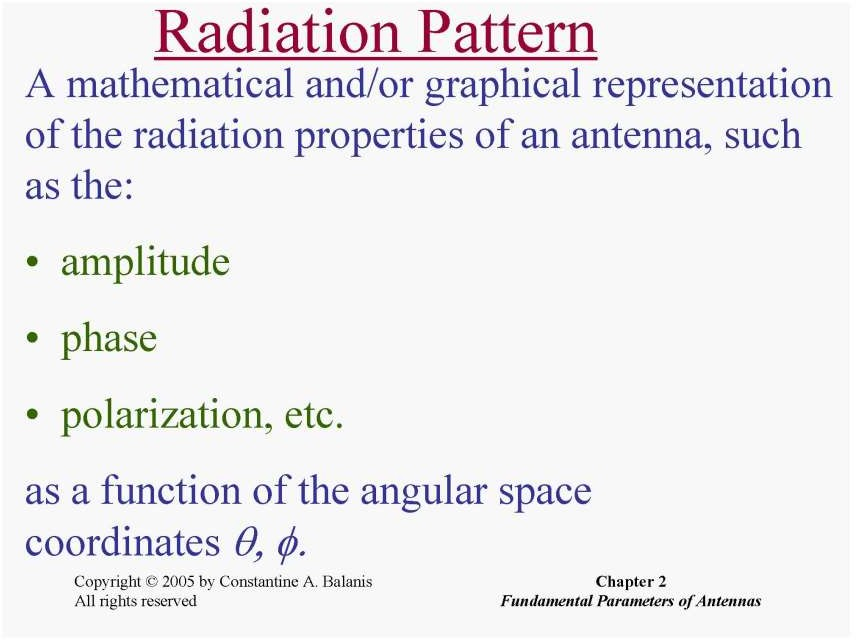 Radiation Pattern
A mathematical and/or graphical representation
of the radiation properties of an antenna, such
as the:
• amplitude
• phase
• polarization, etc.
as a function of the angular space
coordinates θ, ϕ.
Copyright © 2005 by Constantine A. Balanis
All rights reserved
Chapter 2
Fundamental Parameters of Antennas